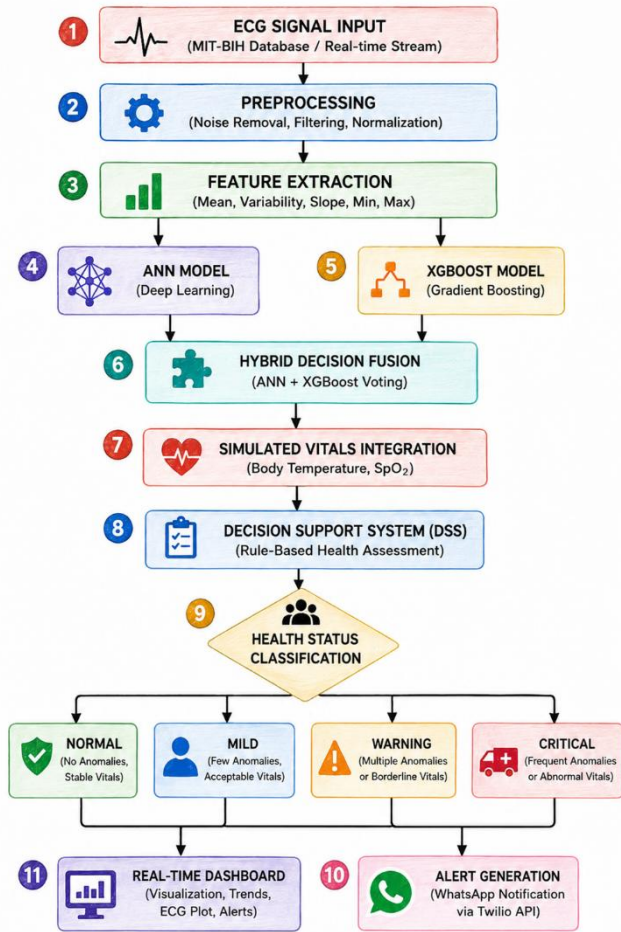 1
ECG SIGNAL INPUT
(MIT-BIH Database / Real-time Stream)
2
PREPROCESSING
(Noise Removal, Filtering, Normalization)
3
FEATURE EXTRACTION
(Mean, Variability, Slope, Min, Max)
4
ANN MODEL
(Deep Learning)
5
XGBOOST MODEL
(Gradient Boosting)
6
HYBRID DECISION FUSION
(ANN + XGBoost Voting)
7
SIMULATED VITALS INTEGRATION
(Body Temperature, SpO₂)
8
DECISION SUPPORT SYSTEM (DSS)
(Rule-Based Health Assessment)
9
HEALTH STATUS
CLASSIFICATION
NORMAL
(No Anomalies,
Stable Vitals)
MILD
(Few Anomalies,
Acceptable Vitals)
WARNING
(Multiple Anomalies
or Borderline Vitals)
CRITICAL
(Frequent Anomalies
or Abnormal Vitals)
11
REAL-TIME DASHBOARD
(Visualization, Trends,
ECG Plot, Alerts)
10
ALERT GENERATION
(WhatsApp Notification
via Twilio API)